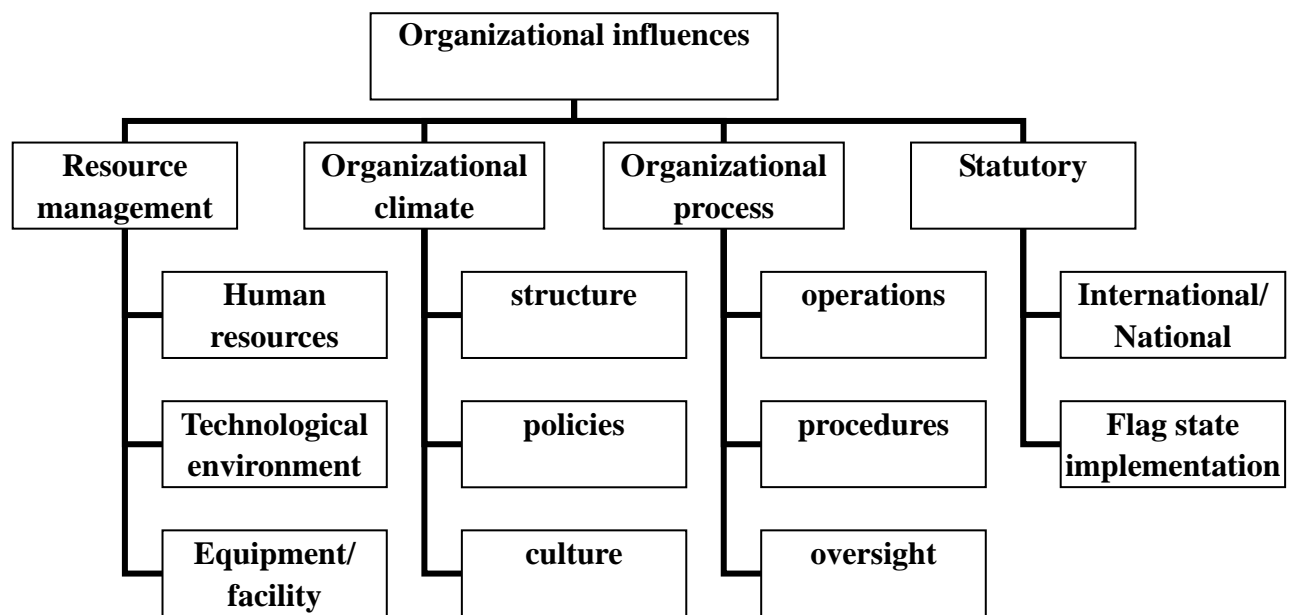 Organizational influences
Resource
management
Organizational
climate
Organizational
process
Statutory
Human
resources
structure
operations
International/
National
Technological
environment
policies
procedures
Flag state
implementation
Equipment/
facility
culture
oversight